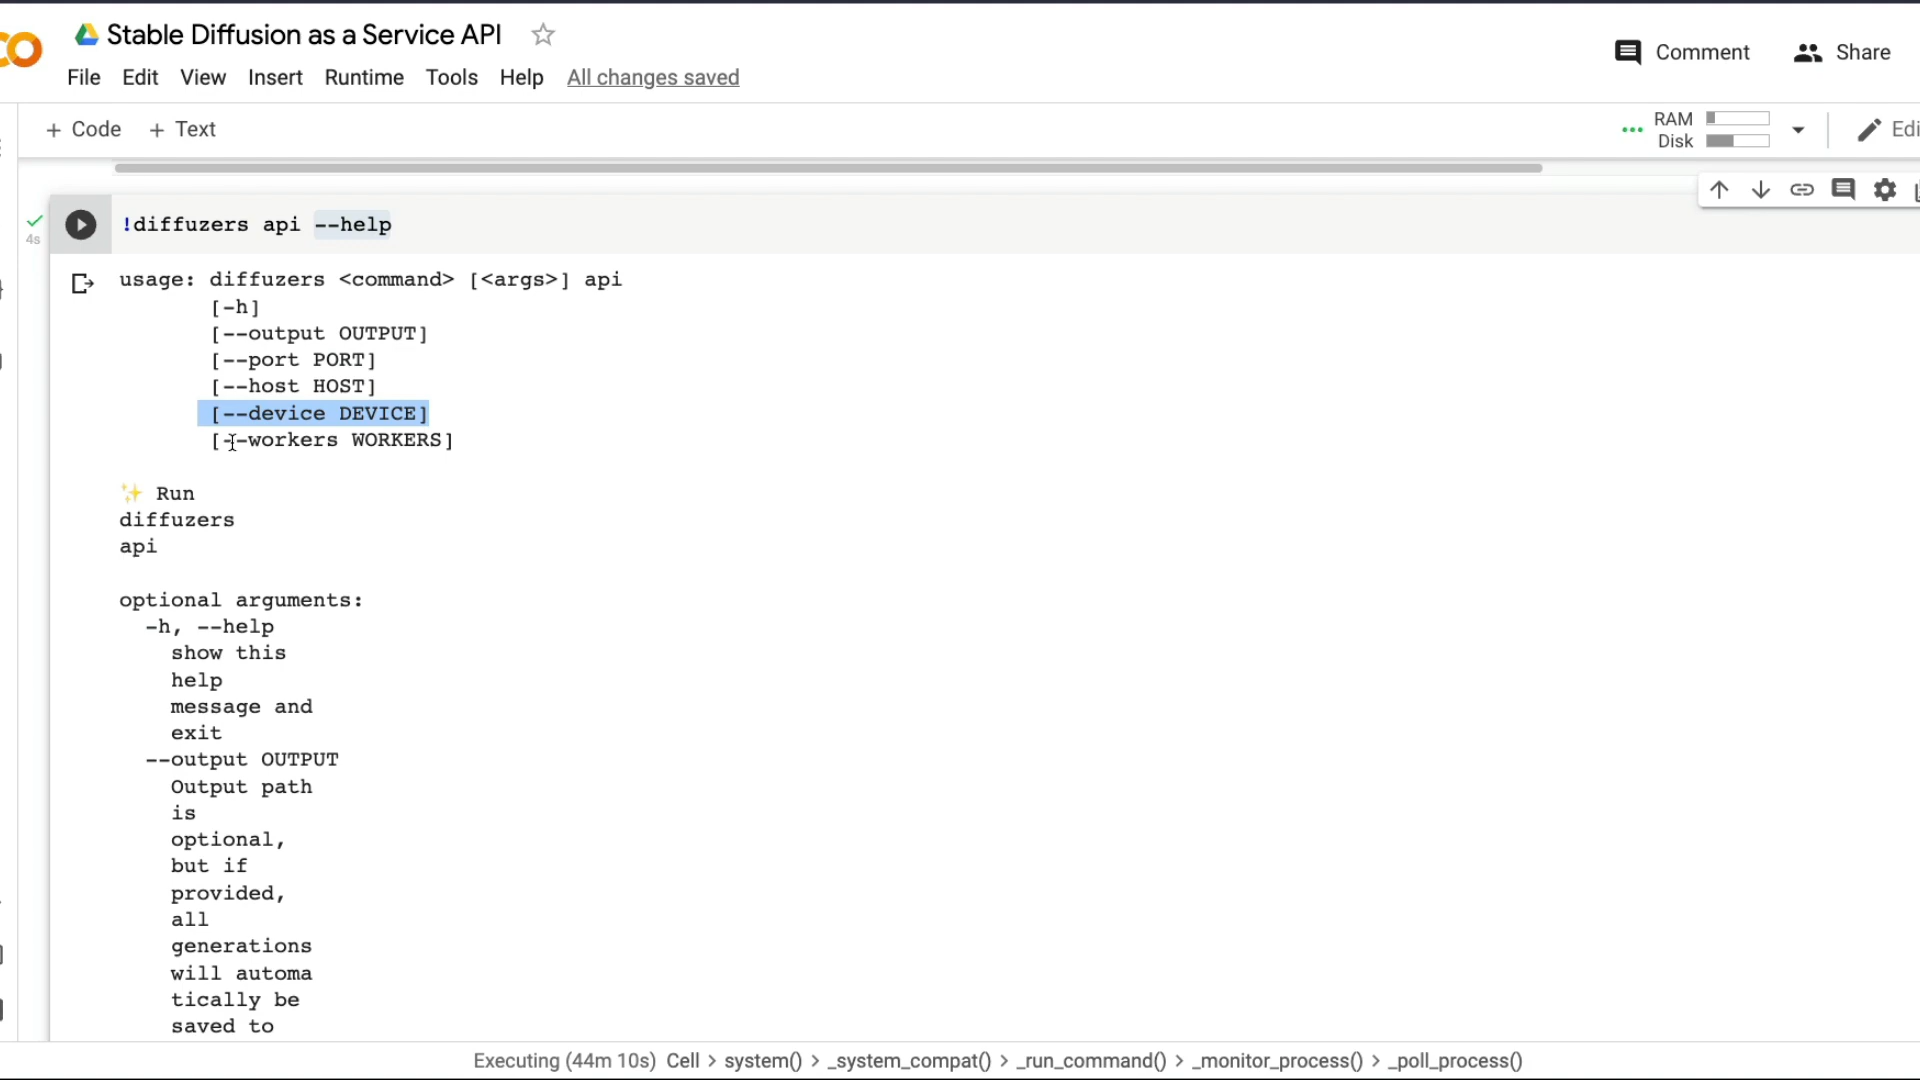 Stable Diffusion as a Service API
Comment
Share
File Edit View Insert Runtime Tools Help All changes saved
+ Code + Text
RAM
Disk
Edi
4s
!diffuzers api --help
usage: diffuzers <command> [<args>] api
[-h]
[--output OUTPUT]
[--port PORT]
[--host HOST]
[--device DEVICE]
[--workers WORKERS]
✨ Run
diffuzers
api
optional arguments:
-h, --help
show this
help
message and
exit
--output OUTPUT
Output path
is
optional,
but if
provided,
all
generations
will automa
tically be
saved to
Executing (44m 10s) Cell > system() > _system_compat() > _run_command() > _monitor_process() > _poll_process()